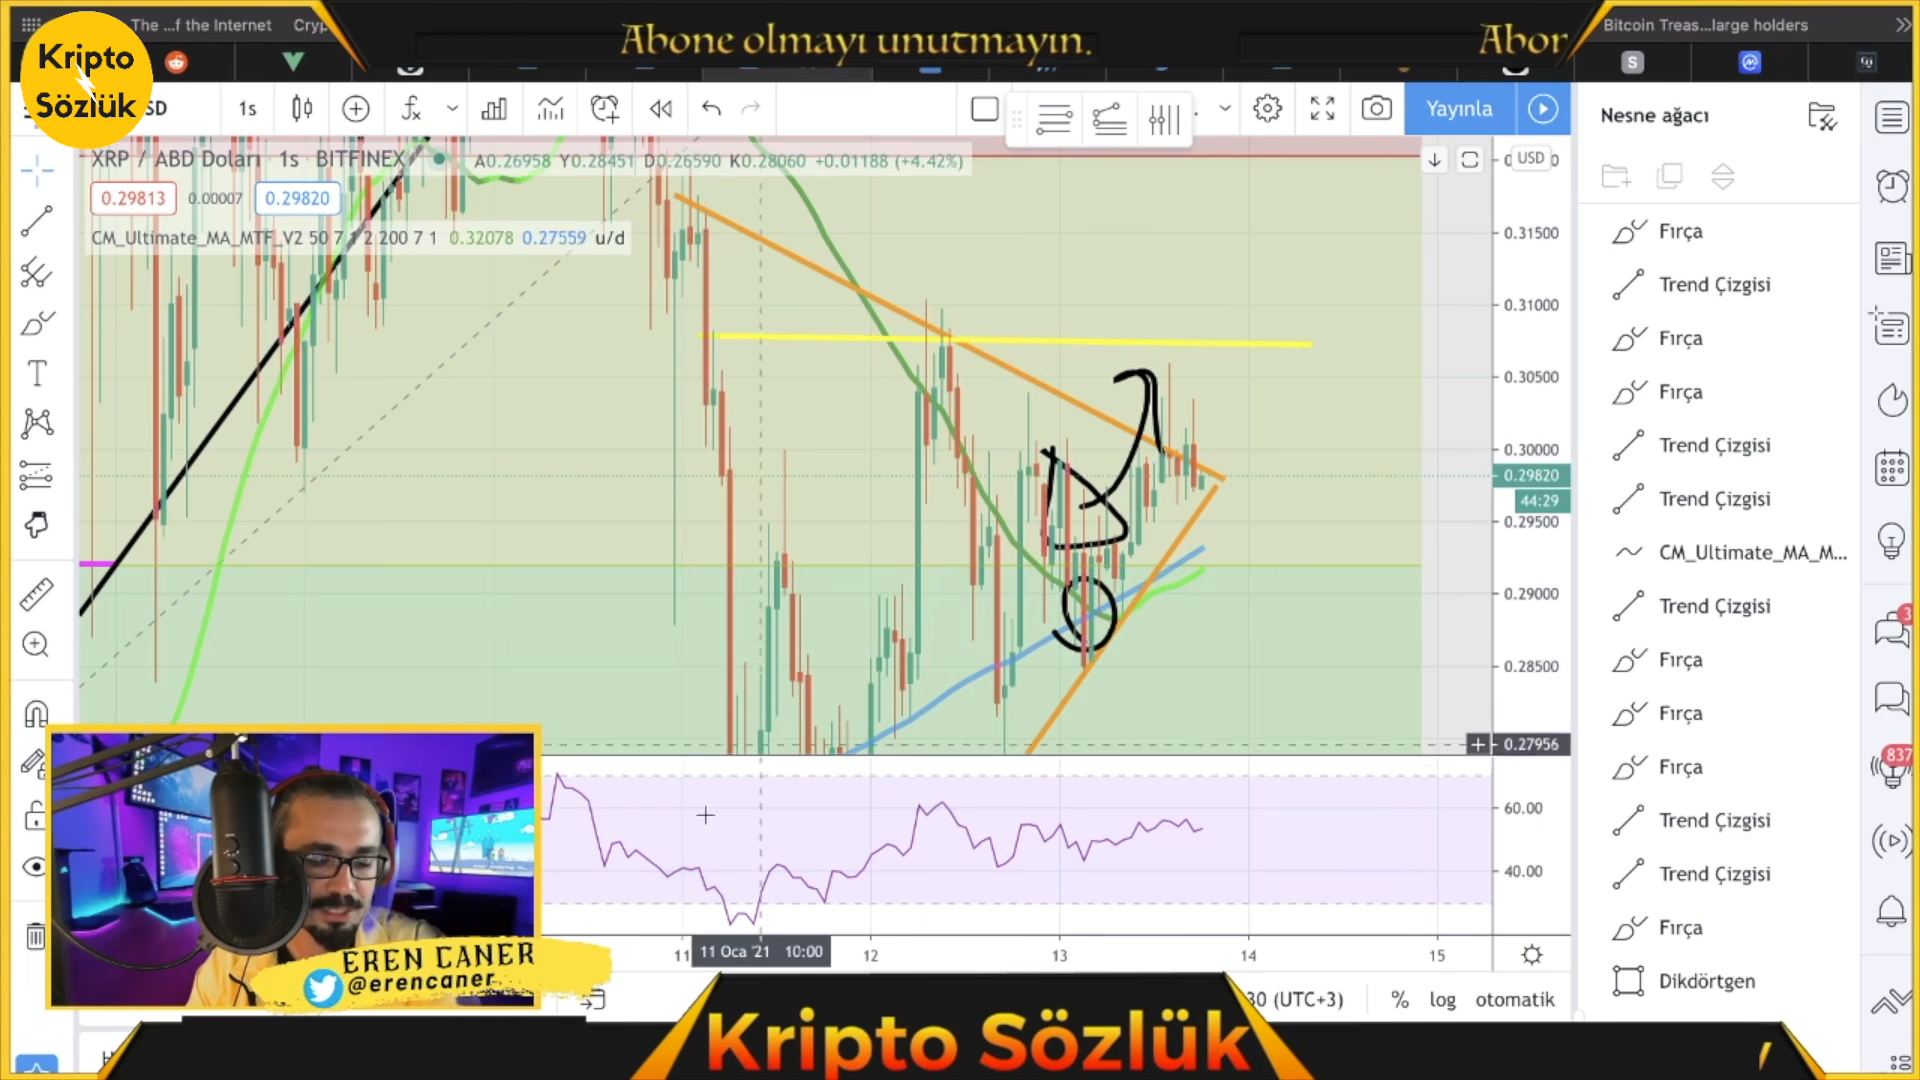 The ...f the Internet
Abone olmayı unutmayın.
Abor
Bitcoin Treas...large holders
Kripto
Sözlük
SD
1s
Yayınla
Nesne ağacı
XRP / ABD Doları · 1s · BITFINEX
A0.26958 Y0.28451 D0.26590 K0.28060 +0.01188 (+4.42%)
USD
0.29813
0.00007
0.29820
CM_Ultimate_MA_MTF_V2 50 7 1 2 200 7 1 0.32078 0.27559 u/d
0.31500
0.31000
0.30500
0.30000
0.29820
44:29
0.29500
0.29000
0.28500
0.27956
60.00
40.00
Fırça
Trend Çizgisi
Fırça
Fırça
Trend Çizgisi
Trend Çizgisi
CM_Ultimate_MA_M...
Trend Çizgisi
Fırça
Fırça
Fırça
Trend Çizgisi
Trend Çizgisi
Fırça
Dikdörtgen
3
837
11
11 Oca '21 10:00
12
13
14
15
EREN CANER
@erencaner
30 (UTC+3)
%
log
otomatik
Kripto Sözlük